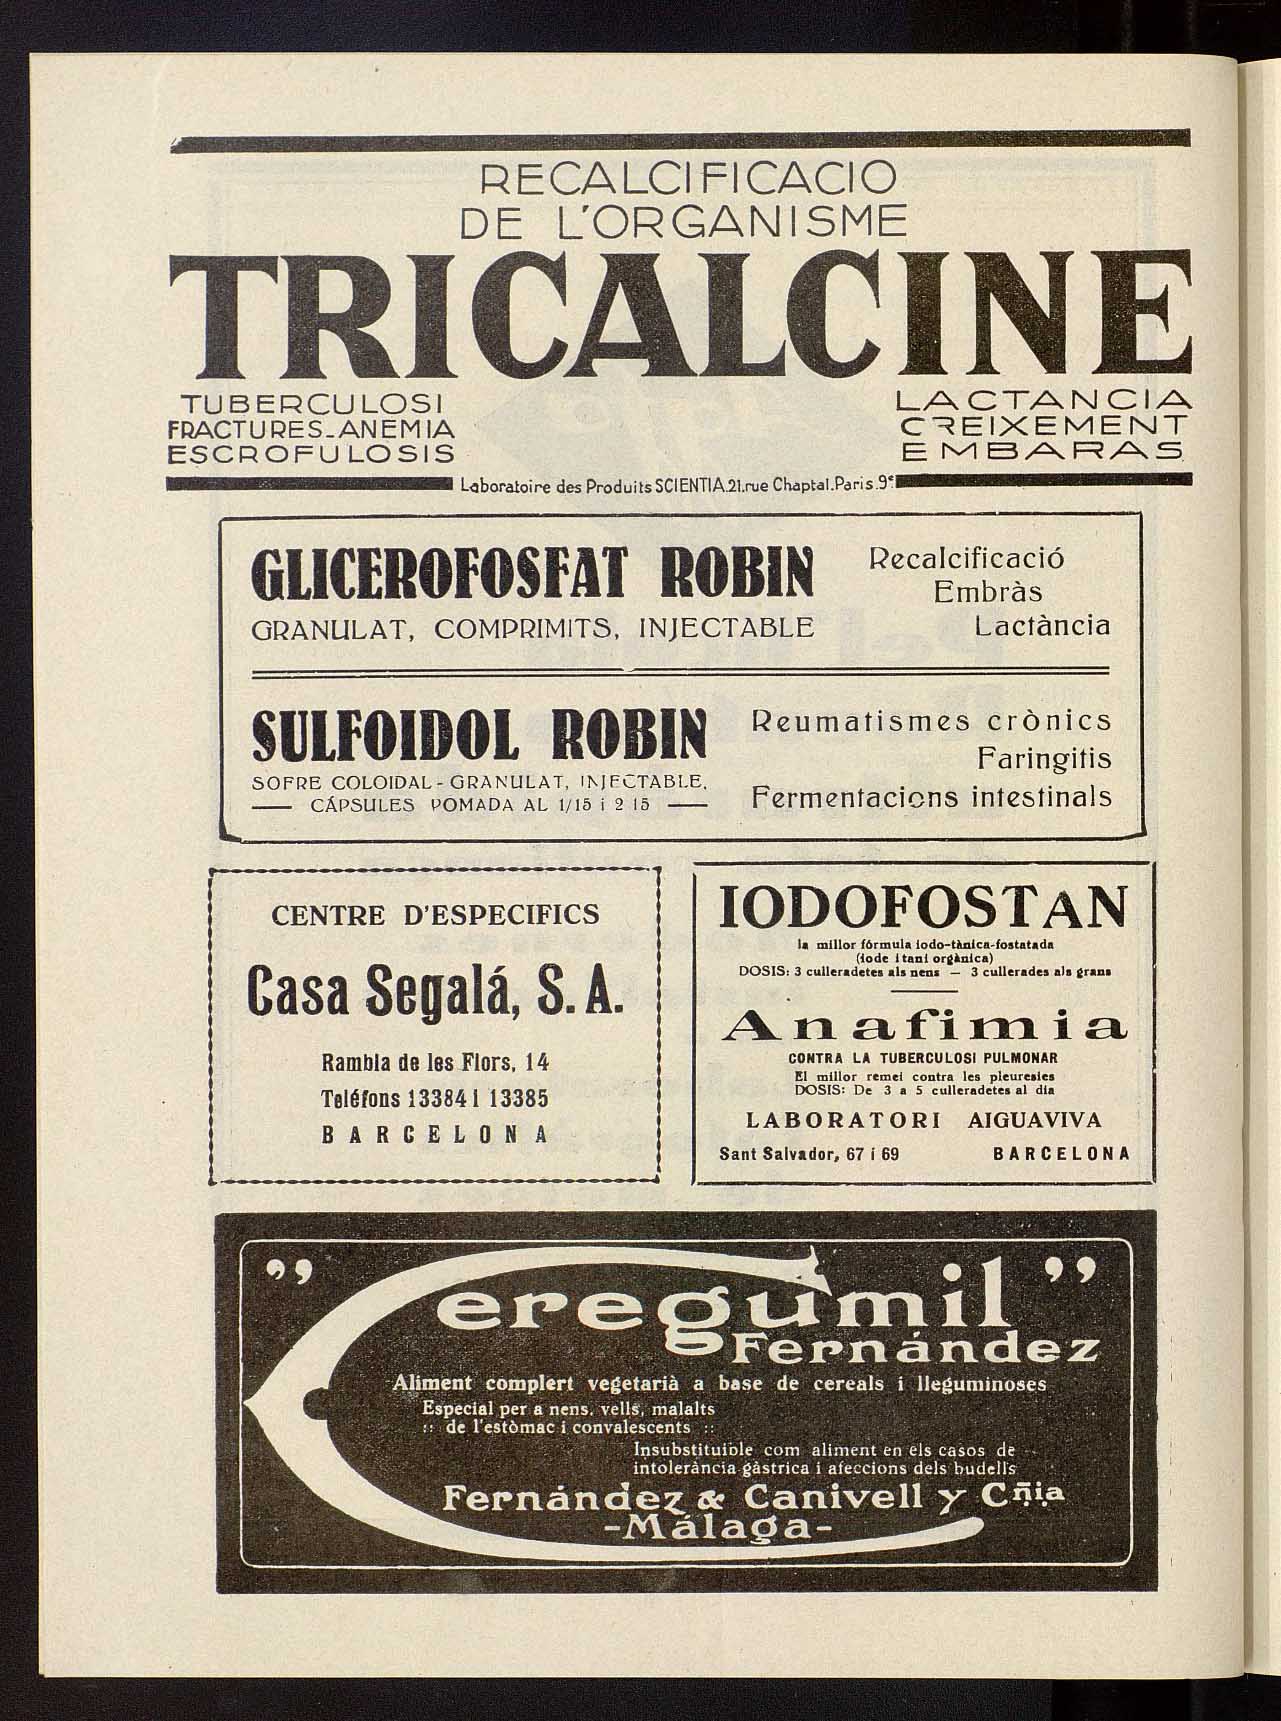 RECALCIFICACIO
DE L'ORGANISME
TRICALCINE
TUBERCULOSI
FRACTURES-ANEMIA
ESCROFULOSIS
LACTANCIA
CREIXEMENT
EMBARAS
Laboratoire des Produits SCIENTIA.21.rue Chaptal.Paris.9e.
GLICEROFOSFAT ROBIN
GRANULAT, COMPRIMITS, INJECTABLE
Recalcificació
Embràs
Lactància
SULFOIDOL ROBIN
SOFRE COLOIDAL - GRANULAT, INJECTABLE,
CÁPSULES POMADA AL 1/15 i 2 15
Reumatismes crònics
Faringitis
Fermentacions intestinals
CENTRE D'ESPECIFICS
Casa Segalá, S. A.
Rambla de les Flors, 14
Teléfons 13384 i 13385
BARCELONA
IODOFOSTAN
la millor fórmula iodo-tànica-fostatada
(iode i tani orgànica)
DOSIS: 3 culleradetes als nens — 3 cullerades als grans
Anafimia
CONTRA LA TUBERCULOSI PULMONAR
El millor remei contra les pleuresies
DOSIS: De 3 a 5 culleradetes al dia
LABORATORI AIGUAVIVA
Sant Salvador, 67 i 69 BARCELONA
"Ceregumil"
Fernández
Aliment complert vegetarià a base de cereals i lleguminoses
Especial per a nens, vells, malalts
:: de l'estòmac i convalescents ::
Insubstituible com aliment en els casos de
intolerància gàstrica i afeccions dels budells
Fernández & Canivell y Cñia
-Málaga-